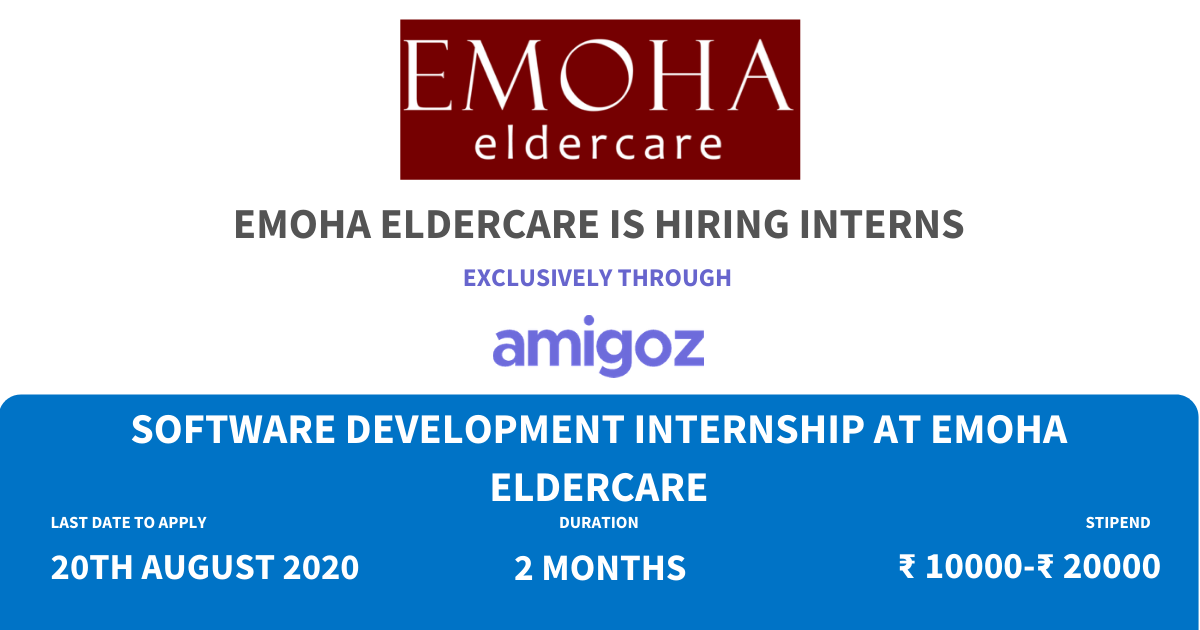 EMOHA
eldercare
EMOHA ELDERCARE IS HIRING INTERNS
EXCLUSIVELY THROUGH
amigoz
SOFTWARE DEVELOPMENT INTERNSHIP AT EMOHA
ELDERCARE
LAST DATE TO APPLY
20TH AUGUST 2020
DURATION
2 MONTHS
STIPEND
₹ 10000-₹ 20000